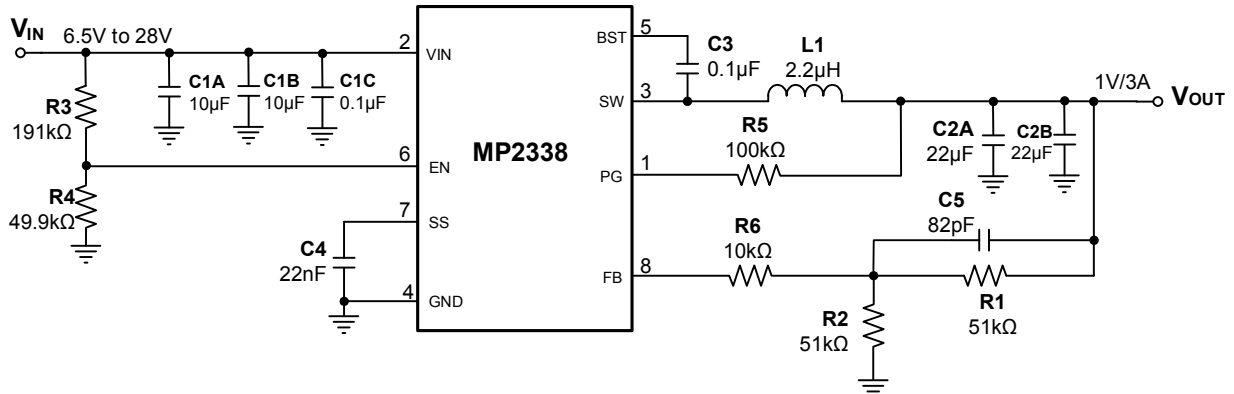 VIN
6.5V to 28V
2
VIN
C1A
10µF
C1B
10µF
C1C
0.1µF
R3
191kΩ
6
EN
R4
49.9kΩ
7
SS
C4
22nF
4
GND
MP2338
5
BST
C3
0.1µF
L1
2.2µH
3
SW
1V/3A
VOUT
R5
100kΩ
C2A
22µF
C2B
22µF
1
PG
C5
82pF
R6
10kΩ
8
FB
R1
51kΩ
R2
51kΩ